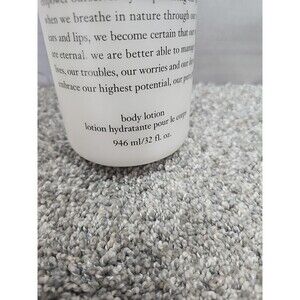 when we breathe in nature through our
ears and lips, we become certain that our
are eternal. we are better able to manage
lives, our troubles, our worries and our
embrace our highest potential, our
body lotion
lotion hydratante pour le corps
946 ml/32 fl. oz.